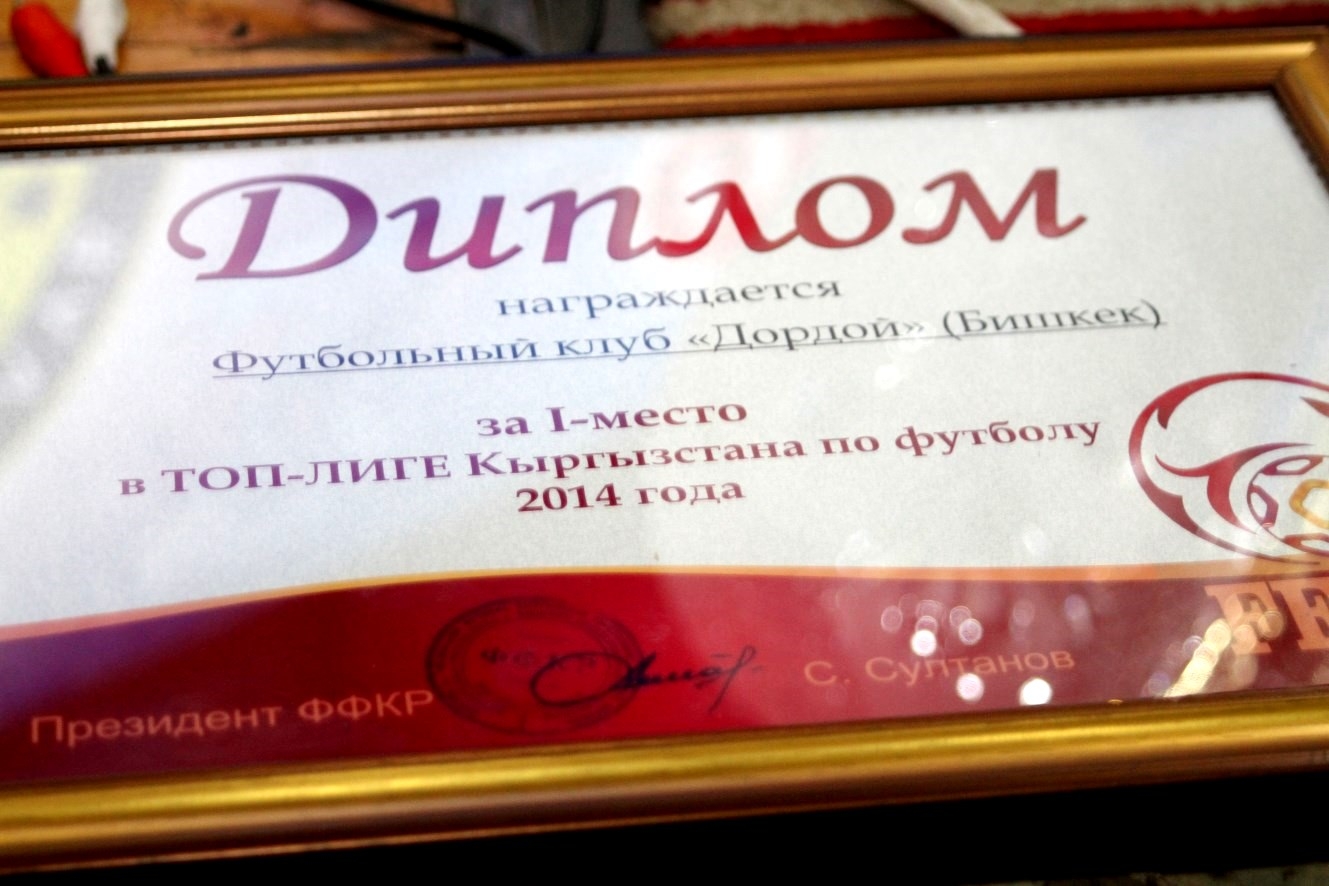 Диплом
награждается
Футбольный клуб «Дордой» (Бишкек)
за I-место
в ТОП-ЛИГЕ Кыргызстана по футболу
2014 года
Президент ФФКР
С. Султанов